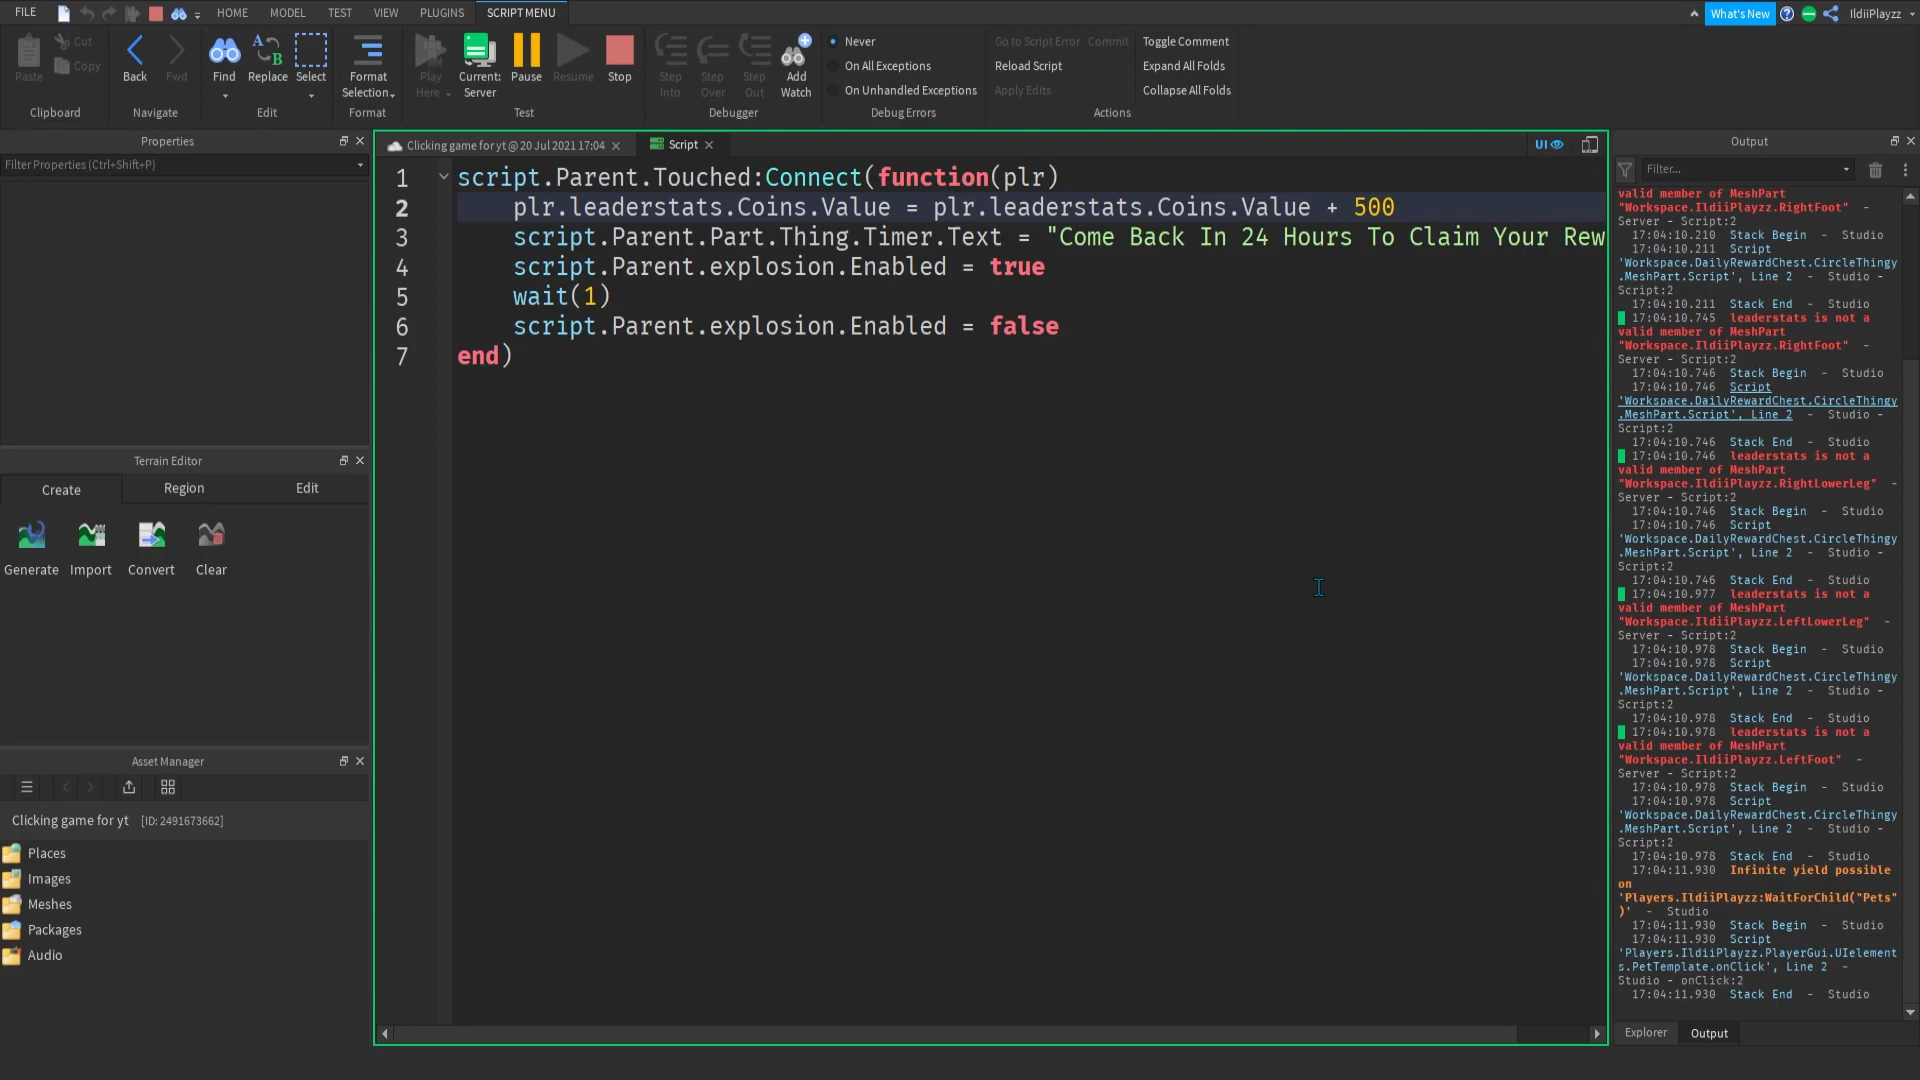 FILE
HOME
MODEL
TEST
VIEW
PLUGINS
SCRIPT MENU
What's New
IldiiPlayzz
Paste
Cut
Copy
Clipboard
Back
Fwd
Navigate
Find
Replace
Select
Edit
Format
Selection
Format
Play
Here
Current:
Server
Pause
Resume
Stop
Test
Step
Into
Step
Over
Step
Out
Add
Watch
Debugger
Never
On All Exceptions
On Unhandled Exceptions
Debug Errors
Go to Script Error
Commit
Reload Script
Apply Edits
Toggle Comment
Expand All Folds
Collapse All Folds
Actions
Properties
Filter Properties (Ctrl+Shift+P)
Terrain Editor
Create
Region
Edit
Generate
Import
Convert
Clear
Asset Manager
Clicking game for yt [ID: 2491673662]
Places
Images
Meshes
Packages
Audio
Clicking game for yt @ 20 Jul 2021 17:04
Script
UI
1 script.Parent.Touched:Connect(function(plr)
2 plr.leaderstats.Coins.Value = plr.leaderstats.Coins.Value + 500
3 script.Parent.Part.Thing.Timer.Text = "Come Back In 24 Hours To Claim Your Rew
4 script.Parent.explosion.Enabled = true
5 wait(1)
6 script.Parent.explosion.Enabled = false
7 end)
Output
Filter...
valid member of MeshPart
"Workspace.IldiiPlayzz.RightFoot" -
Server - Script:2
17:04:10.210 Stack Begin - Studio
17:04:10.211 Script
'Workspace.DailyRewardChest.CircleThingy
.MeshPart.Script', Line 2 - Studio -
Script:2
17:04:10.211 Stack End - Studio
17:04:10.745 leaderstats is not a
valid member of MeshPart
"Workspace.IldiiPlayzz.RightFoot" -
Server - Script:2
17:04:10.746 Stack Begin - Studio
17:04:10.746 Script
'Workspace.DailyRewardChest.CircleThingy
.MeshPart.Script', Line 2 - Studio -
Script:2
17:04:10.746 Stack End - Studio
17:04:10.746 leaderstats is not a
valid member of MeshPart
"Workspace.IldiiPlayzz.RightLowerLeg" -
Server - Script:2
17:04:10.746 Stack Begin - Studio
17:04:10.746 Script
'Workspace.DailyRewardChest.CircleThingy
.MeshPart.Script', Line 2 - Studio -
Script:2
17:04:10.746 Stack End - Studio
17:04:10.977 leaderstats is not a
valid member of MeshPart
"Workspace.IldiiPlayzz.LeftLowerLeg" -
Server - Script:2
17:04:10.978 Stack Begin - Studio
17:04:10.978 Script
'Workspace.DailyRewardChest.CircleThingy
.MeshPart.Script', Line 2 - Studio -
Script:2
17:04:10.978 Stack End - Studio
17:04:10.978 leaderstats is not a
valid member of MeshPart
"Workspace.IldiiPlayzz.LeftFoot" -
Server - Script:2
17:04:10.978 Stack Begin - Studio
17:04:10.978 Script
'Workspace.DailyRewardChest.CircleThingy
.MeshPart.Script', Line 2 - Studio -
Script:2
17:04:10.978 Stack End - Studio
17:04:11.930 Infinite yield possible
on
'Players.IldiiPlayzz:WaitForChild("Pets"
)' - Studio
17:04:11.930 Stack Begin - Studio
17:04:11.930 Script
'Players.IldiiPlayzz.PlayerGui.UIelement
s.PetTemplate.onClick', Line 2 -
Studio - onClick:2
17:04:11.930 Stack End - Studio
Explorer
Output